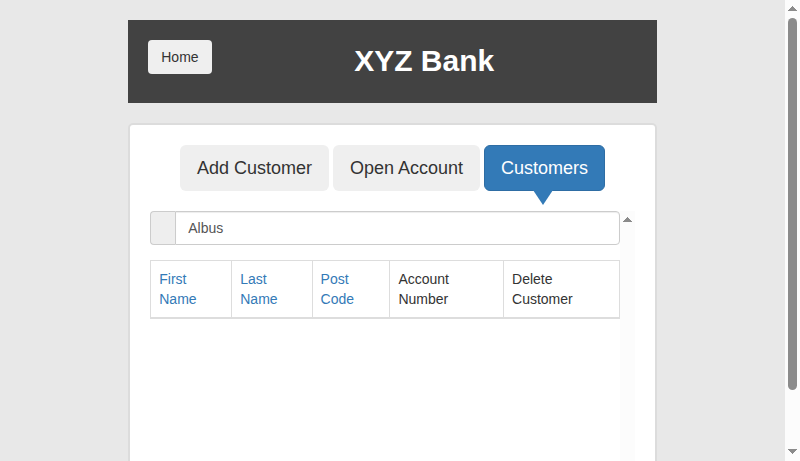 Home
XYZ Bank
Add Customer
Open Account
Customers
Albus
First Name
Last Name
Post Code
Account Number
Delete Customer